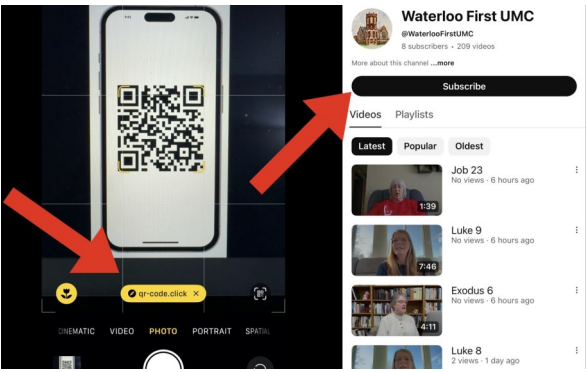 qr-code.click ×
CINEMATIC VIDEO PHOTO PORTRAIT SPATIAL
Waterloo First UMC
@WaterlooFirstUMC
8 subscribers • 209 videos
More about this channel ...more
Subscribe
Videos Playlists
Latest Popular Oldest
Job 23
No views · 6 hours ago
1:39
Luke 9
No views · 6 hours ago
7:46
Exodus 6
No views · 6 hours ago
4:11
Luke 8
2 views · 1 day ago